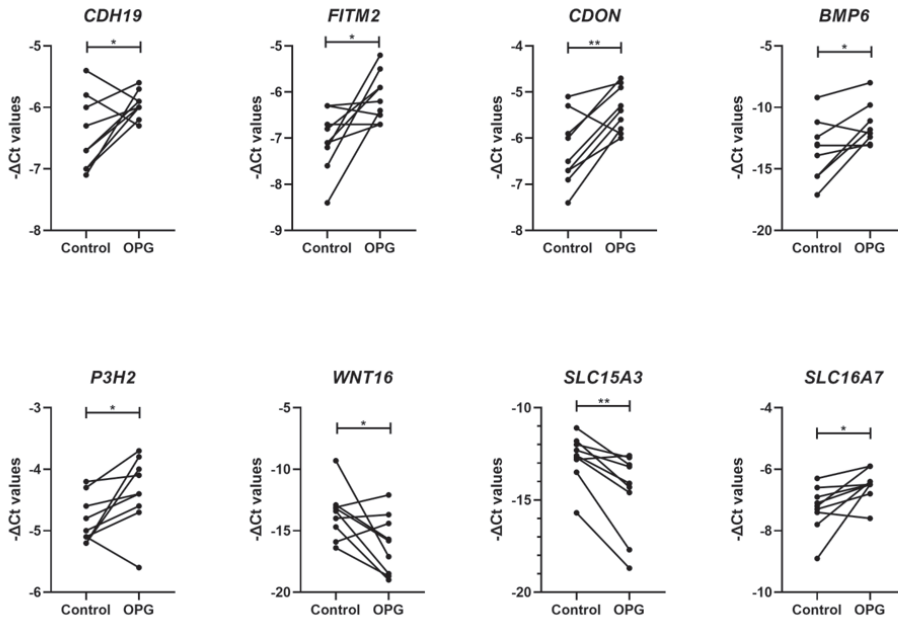 CDH19
FITM2
CDON
BMP6
-5
-6
-7
-8
-ΔCt values
*
Control
OPG
-5
-6
-7
-8
-9
-ΔCt values
*
Control
OPG
-4
-5
-6
-7
-8
-ΔCt values
**
Control
OPG
-5
-10
-15
-20
-ΔCt values
*
Control
OPG
P3H2
WNT16
SLC15A3
SLC16A7
-3
-4
-5
-6
-ΔCt values
*
Control
OPG
-5
-10
-15
-20
-ΔCt values
*
Control
OPG
-10
-15
-20
-ΔCt values
**
Control
OPG
-4
-6
-8
-10
-ΔCt values
*
Control
OPG